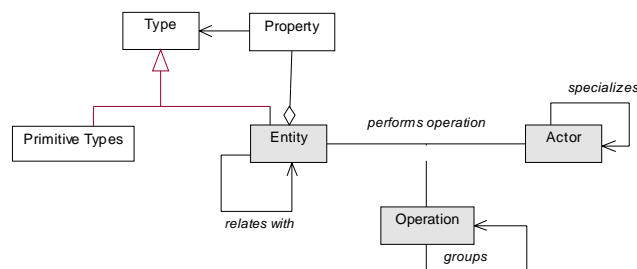 Type
Property
specializes
performs operation
Primitive Types
Entity
Actor
relates with
Operation
groups